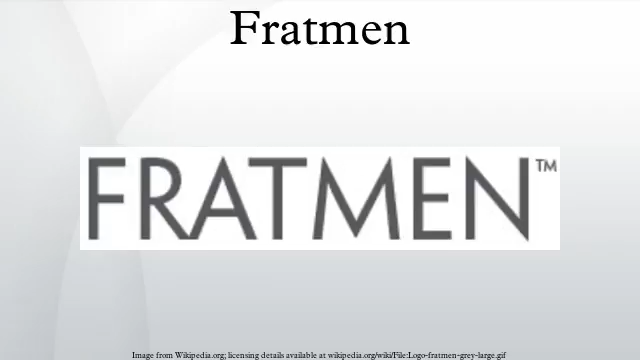 Fratmen
FRATMEN™
Image from Wikipedia.org; licensing details available at wikipedia.org/wiki/File:Logo-fratmen-grey-large.gif